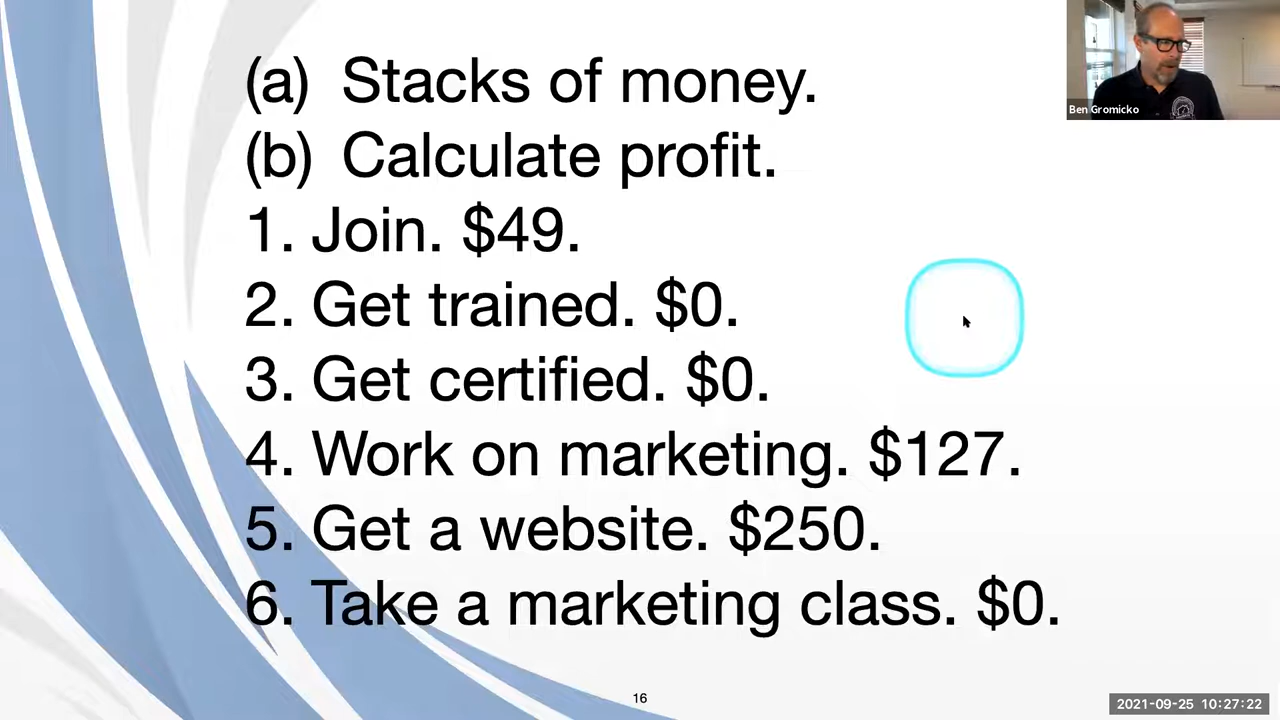 (a) Stacks of money.
(b) Calculate profit.
1. Join. $49.
2. Get trained. $0.
3. Get certified. $0.
4. Work on marketing. $127.
5. Get a website. $250.
6. Take a marketing class. $0.
Ben Gromicko
16
2021-09-25 10:27:22